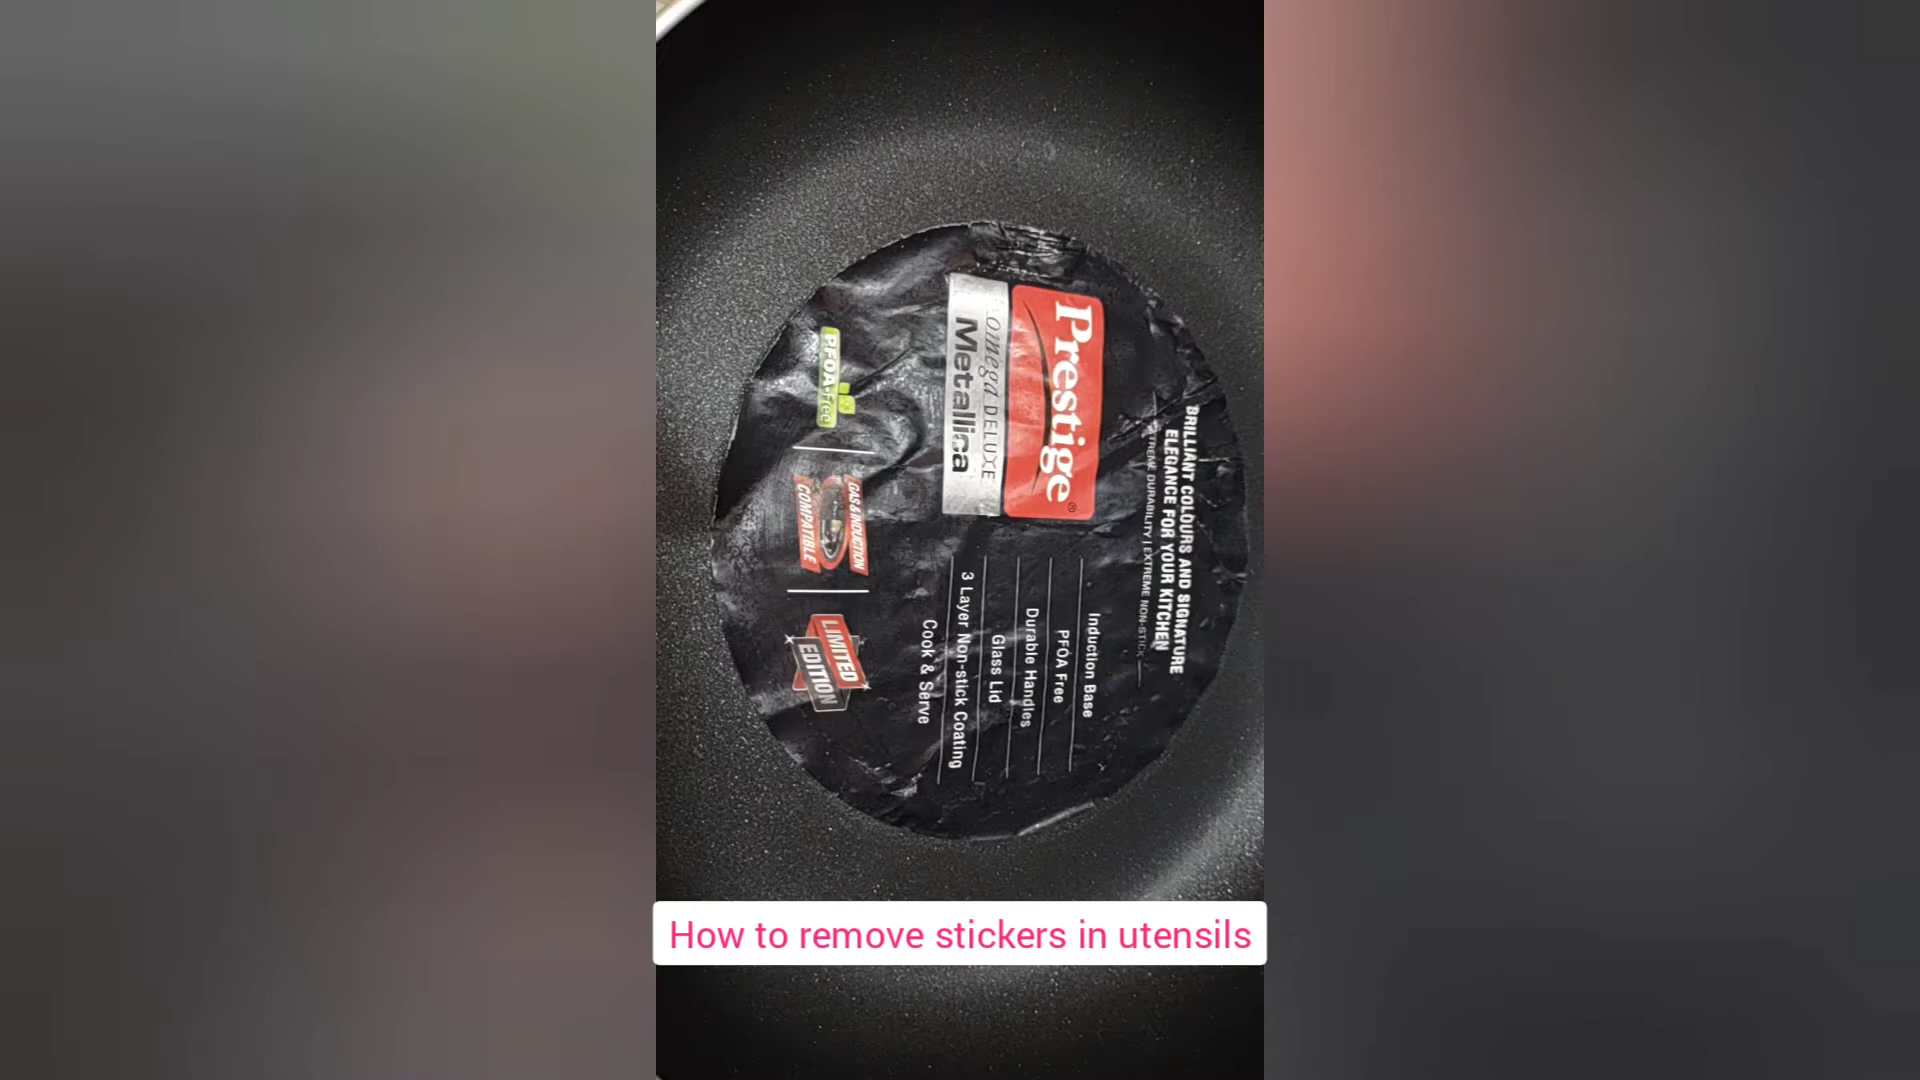 BRILLIANT COLOURS AND SIGNATURE
ELEGANCE FOR YOUR KITCHEN
EXTREME DURABILITY | EXTREME NON-STICK
Prestige®
omega DELUXE
Metallica
Induction Base
PFOA Free
Durable Handles
Glass Lid
3 Layer Non-stick Coating
Cook & Serve
PFOA Free
GAS & INDUCTION
COMPATIBLE
LIMITED
EDITION
How to remove stickers in utensils